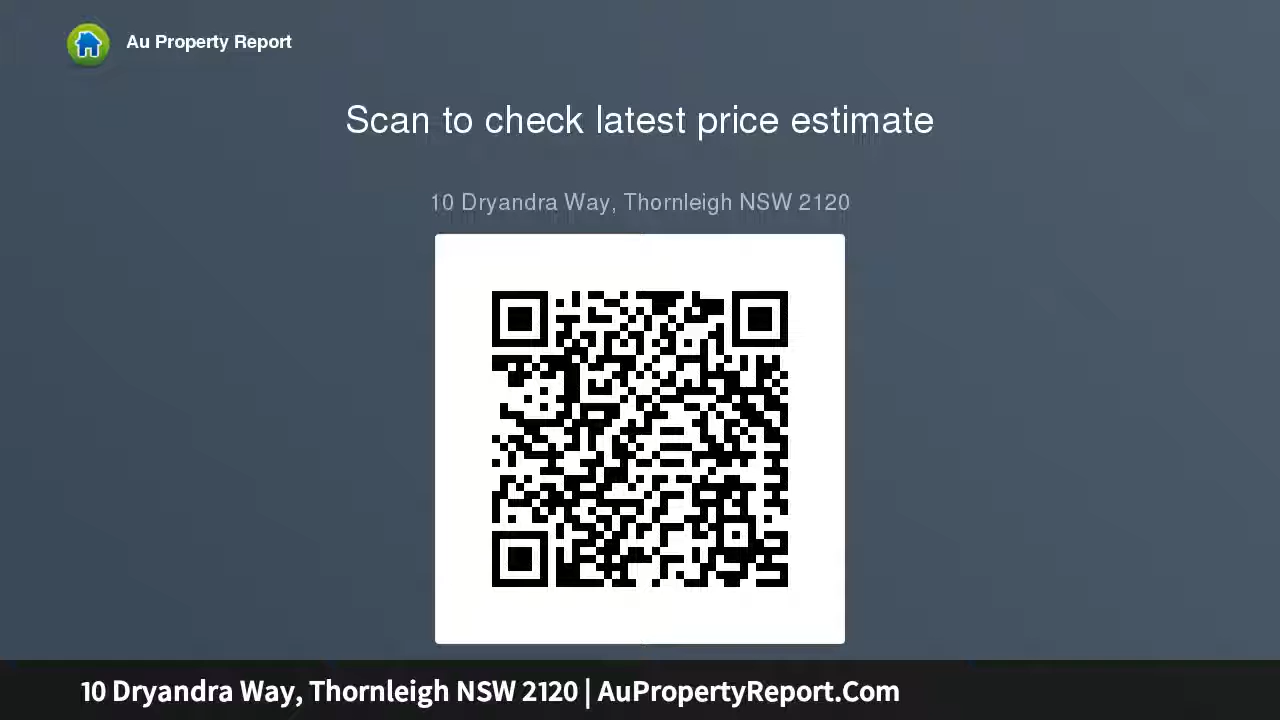 Au Property Report
Scan to check latest price estimate
10 Dryandra Way, Thornleigh NSW 2120
10 Dryandra Way, Thornleigh NSW 2120 | AuPropertyReport.Com